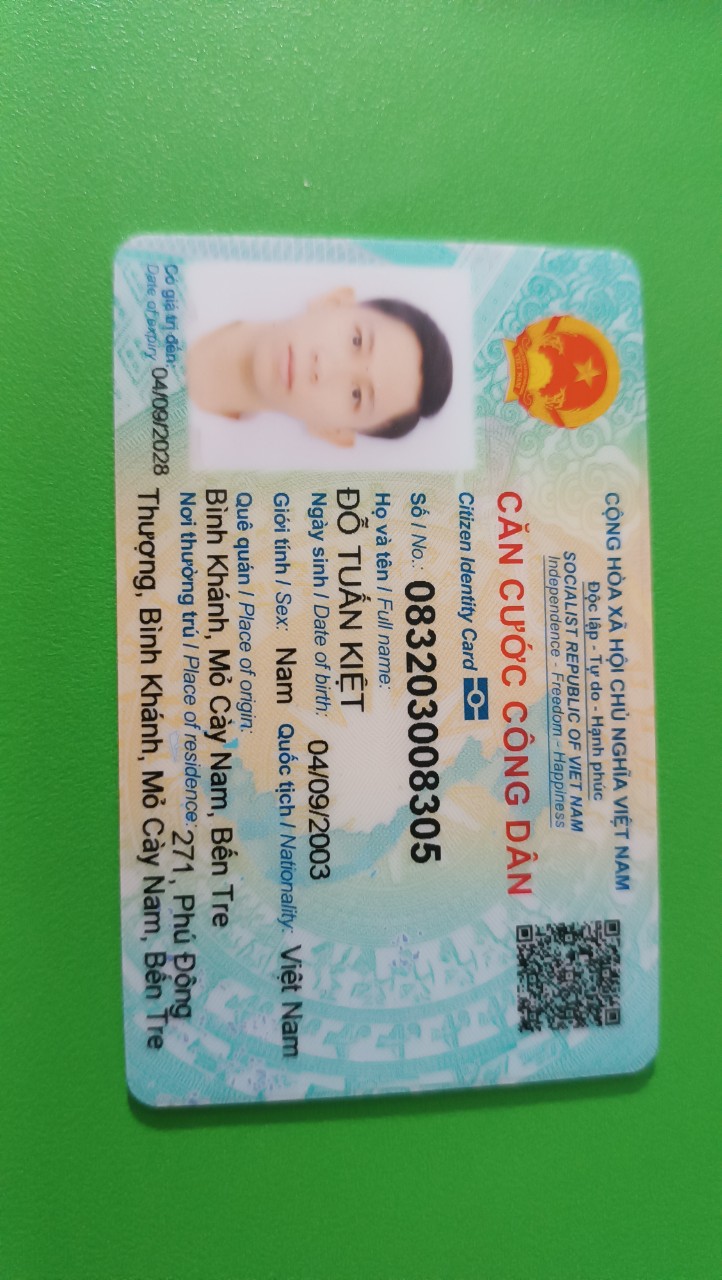 CỘNG HÒA XÃ HỘI CHỦ NGHĨA VIỆT NAM
Độc lập - Tự do - Hạnh phúc
SOCIALIST REPUBLIC OF VIET NAM
Independence - Freedom - Happiness
CĂN CƯỚC CÔNG DÂN
Citizen Identity Card
Số / No.: 083203008305
Họ và tên / Full name:
ĐỖ TUẤN KIỆT
Ngày sinh / Date of birth: 04/09/2003
Giới tính / Sex: Nam Quốc tịch / Nationality: Việt Nam
Quê quán / Place of origin:
Bình Khánh, Mỏ Cày Nam, Bến Tre
Nơi thường trú / Place of residence: 271, Phú Đông
Thượng, Bình Khánh, Mỏ Cày Nam, Bến Tre
Có giá trị đến: 04/09/2028
Date of expiry